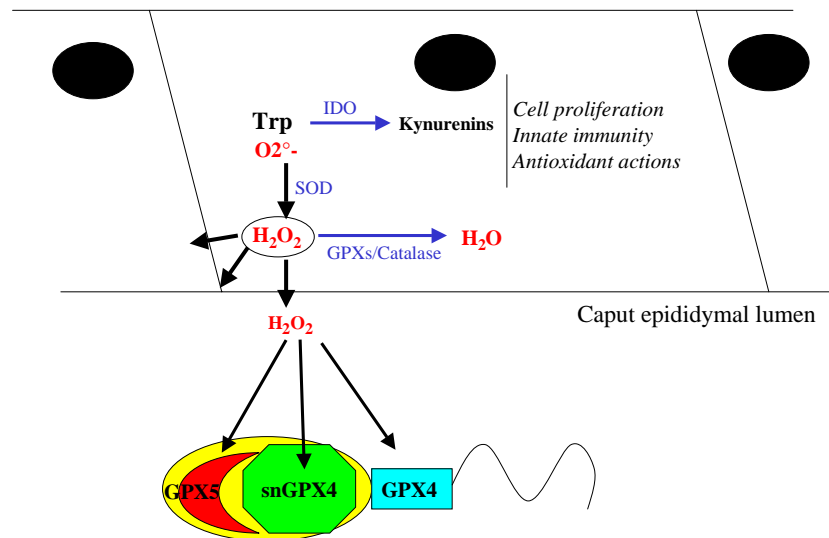 IDO
Trp
Kynurenins
Cell proliferation
Innate immunity
Antioxidant actions
O2°-
SOD
H₂O₂
GPXs/Catalase
H₂O
Caput epididymal lumen
H₂O₂
GPX5
snGPX4
GPX4